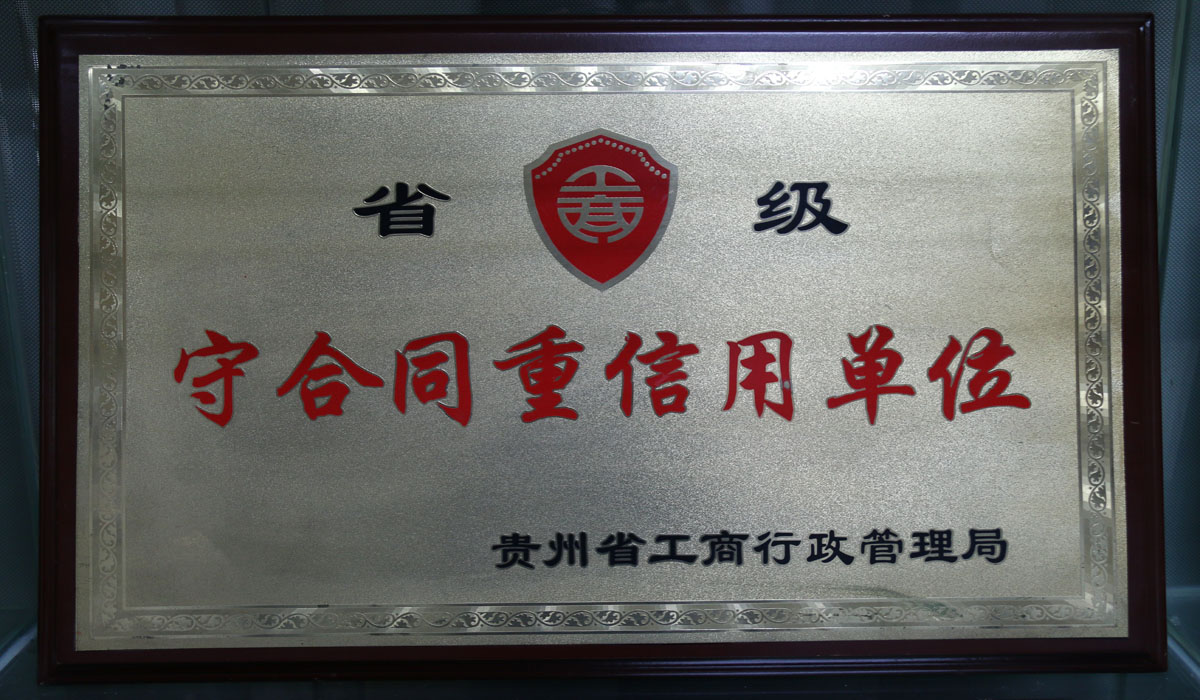 省 级
守合同重信用单位
贵州省工商行政管理局